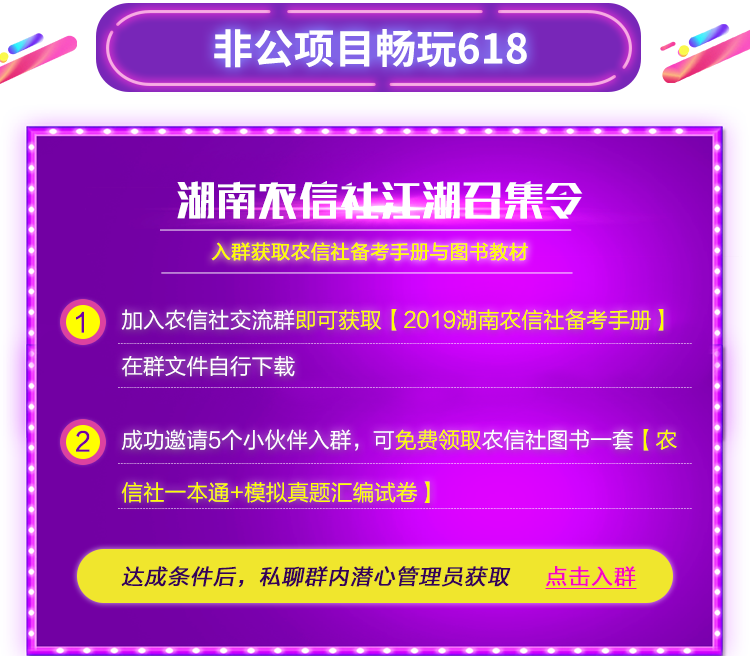 非公项目畅玩618
湖南农信社江湖召集令
入群获取农信社备考手册与图书教材
1 加入农信社交流群即可获取【2019湖南农信社备考手册】
在群文件自行下载
2 成功邀请5个小伙伴入群，可免费领取农信社图书一套【农
信社一本通+模拟真题汇编试卷】
达成条件后，私聊群内潜心管理员获取 点击入群